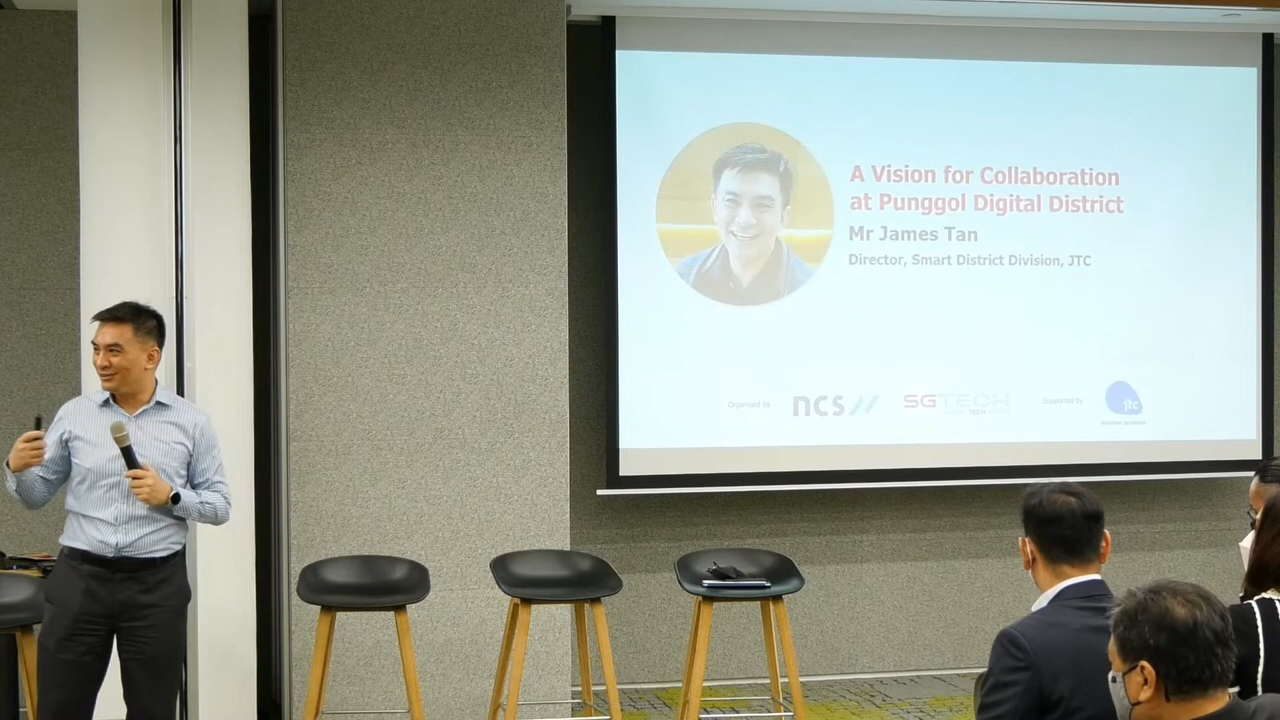 A Vision for Collaboration
at Punggol Digital District
Mr James Tan
Director, Smart District Division, JTC
Organised by
ncs
SGTECH
Supported by
jtc